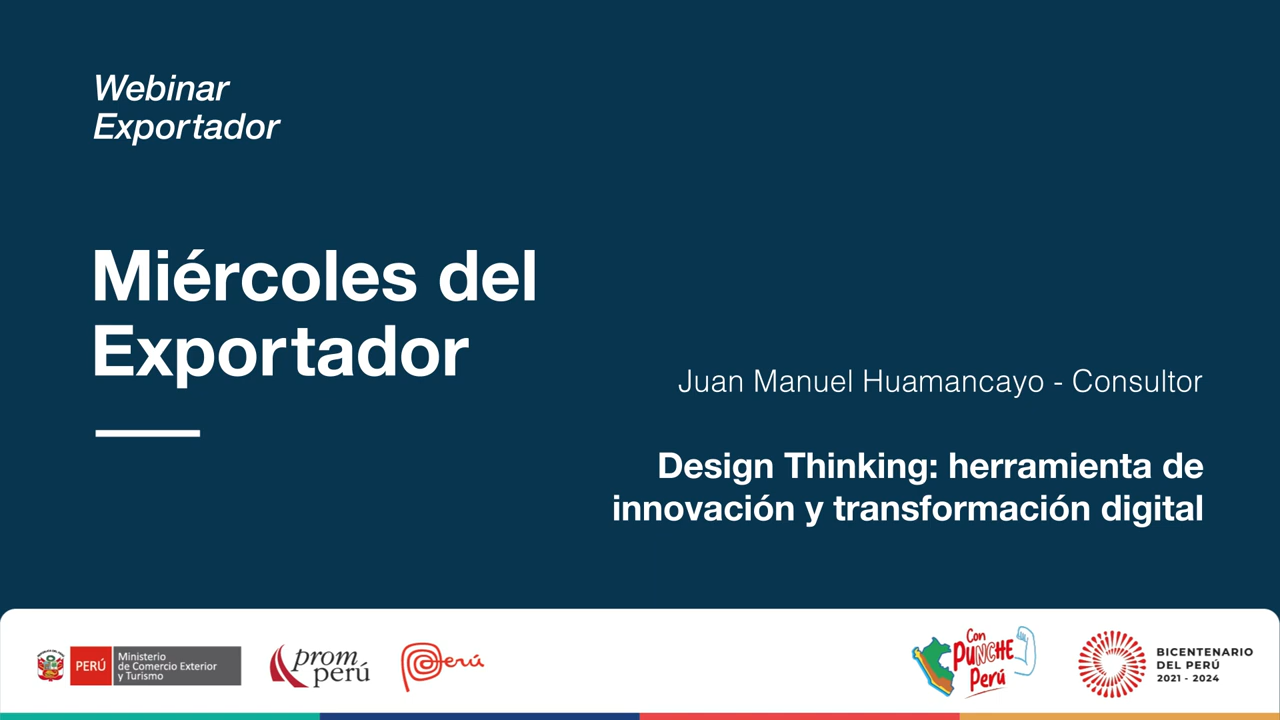 Webinar
Exportador
Miércoles del
Exportador
Juan Manuel Huamancayo - Consultor
Design Thinking: herramienta de
innovación y transformación digital
PERÚ
Ministerio
de Comercio Exterior
y Turismo
prom
perú
Perú
Con
PUNCHE
Perú
BICENTENARIO
DEL PERÚ
2021 - 2024